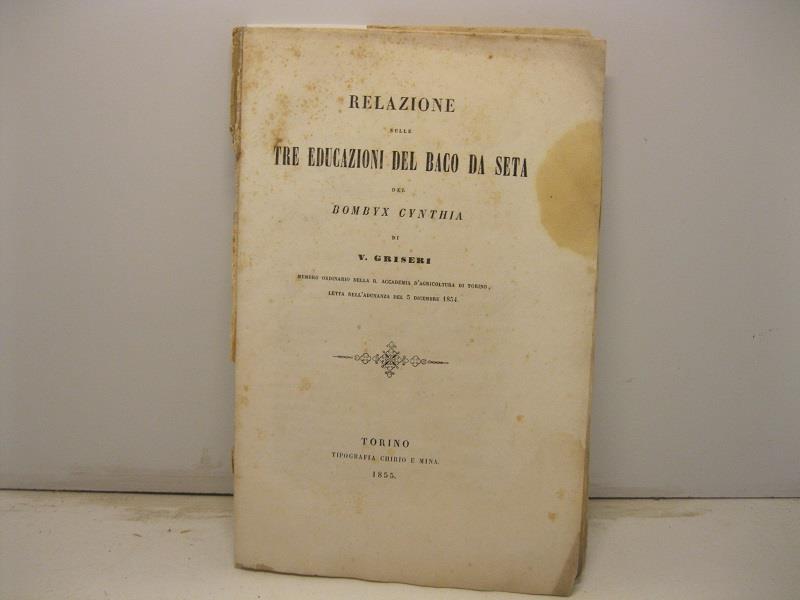 RELAZIONE
SULLE
TRE EDUCAZIONI DEL BACO DA SETA
DEL
BOMBYX CYNTHIA
DI
V. GRISERI
MEMBRO ORDINARIO DELLA R. ACCADEMIA D'AGRICOLTURA DI TORINO,
LETTA NELL'ADUNANZA DEL 5 DICEMBRE 1854.
TORINO
TIPOGRAFIA CHIRIO E MINA.
1855.